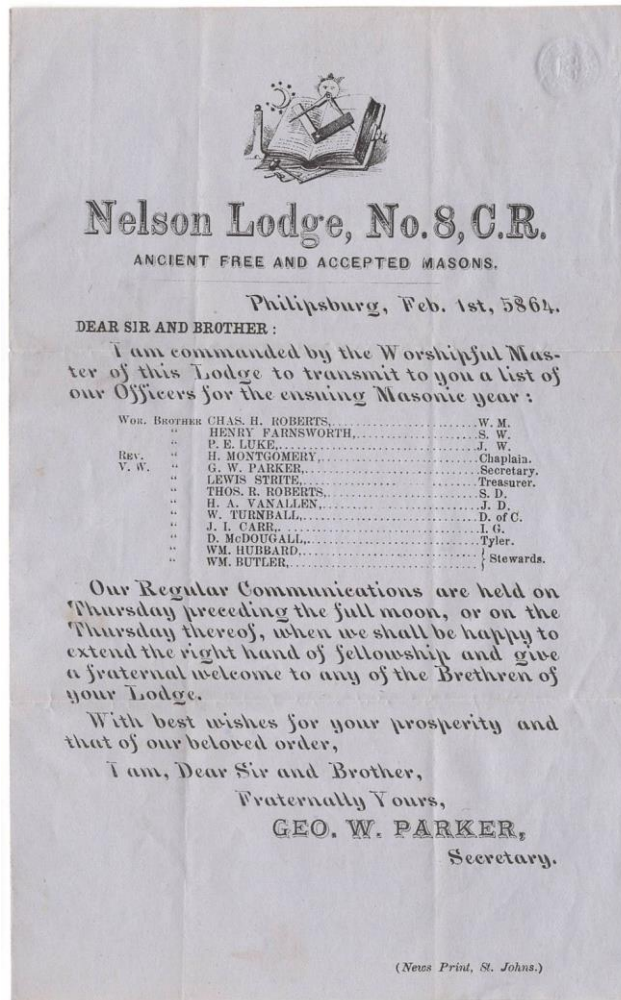 Nelson Lodge, No. 8, C.R.
ANCIENT FREE AND ACCEPTED MASONS.
Philipsburg, Feb. 1st, 5864.
DEAR SIR AND BROTHER:
I am commanded by the Worshipful Mas-
ter of this Lodge to transmit to you a list of
our Officers for the ensuing Masonic year:
WOR. BROTHER CHAS. H. ROBERTS,........................W. M.
" HENRY FARNSWORTH,....................S. W.
" P. E. LUKE,.................................J. W.
REV. " H. MONTGOMERY,..........................Chaplain.
V. W. " G. W. PARKER,.............................Secretary.
" LEWIS STRITE,.............................Treasurer.
" THOS. R. ROBERTS,........................S. D.
" H. A. VANALLEN,..........................J. D.
" W. TURNBALL,.............................D. of C.
" J. I. CARR,.................................I. G.
" D. McDOUGALL,............................Tyler.
" WM. HUBBARD,............................
" WM. BUTLER,.............................} Stewards.
Our Regular Communications are held on
Thursday preceding the full moon, or on the
Thursday thereof, when we shall be happy to
extend the right hand of fellowship and give
a fraternal welcome to any of the Brethren of
your Lodge.
With best wishes for your prosperity and
that of our beloved order,
I am, Dear Sir and Brother,
Fraternally Yours,
GEO. W. PARKER,
Secretary.
(News Print, St. Johns.)